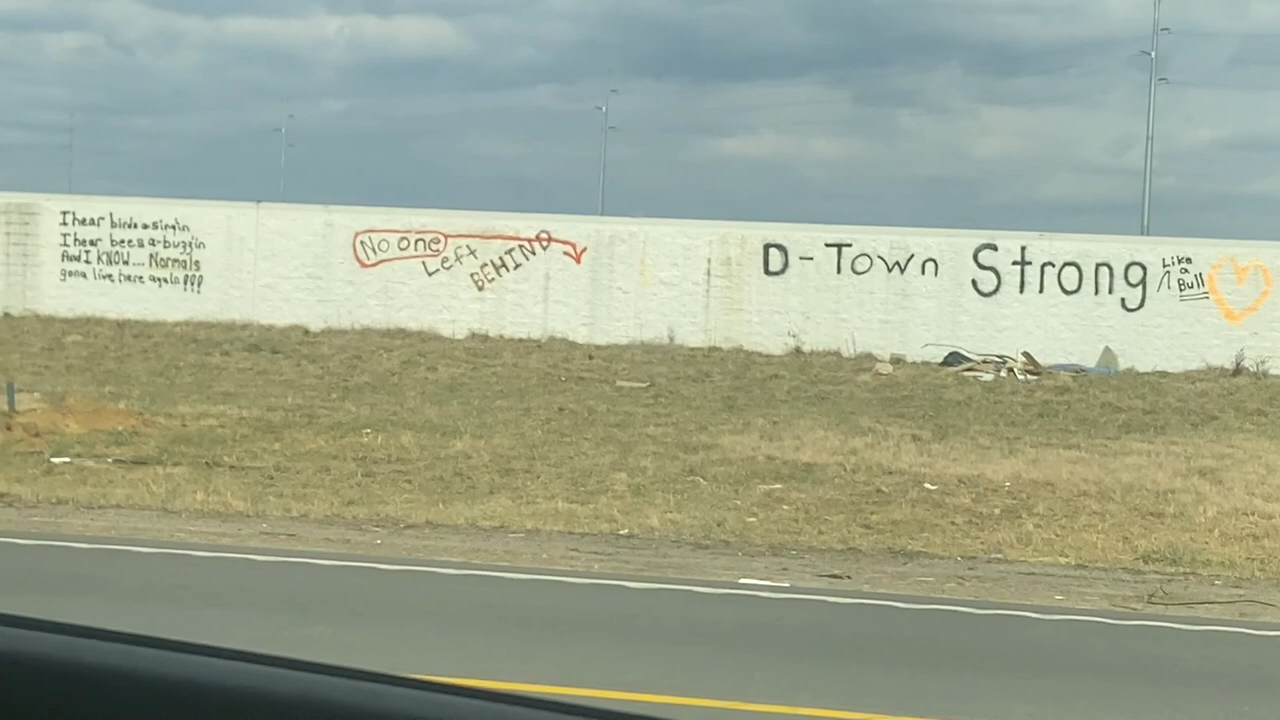 I hear birds a-singin
I hear bees a-buzzin
And I KNOW... Normals
gona live here again!!!
No one
Left
BEHIND
D-Town Strong
Like
a
Bull